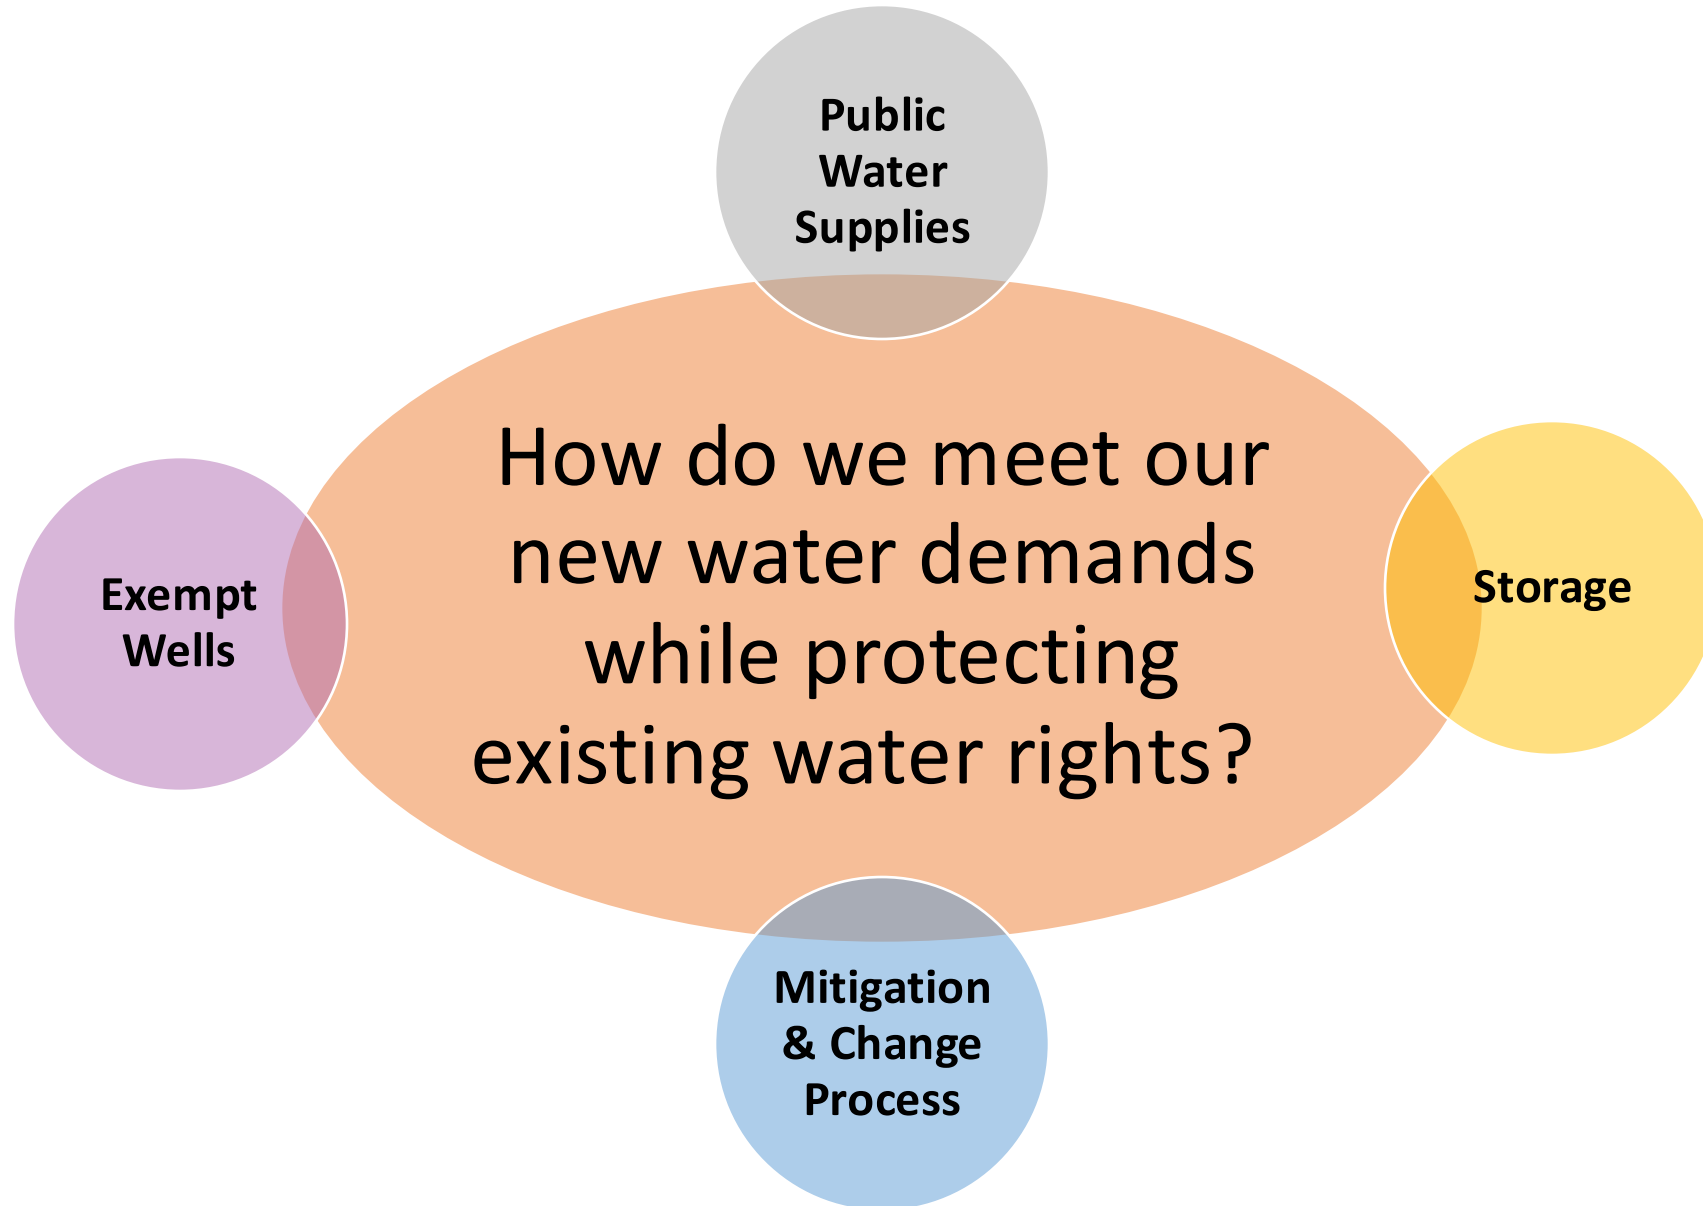 Public
Water
Supplies
How do we meet our
new water demands
while protecting
existing water rights?
Exempt
Wells
Storage
Mitigation
& Change
Process